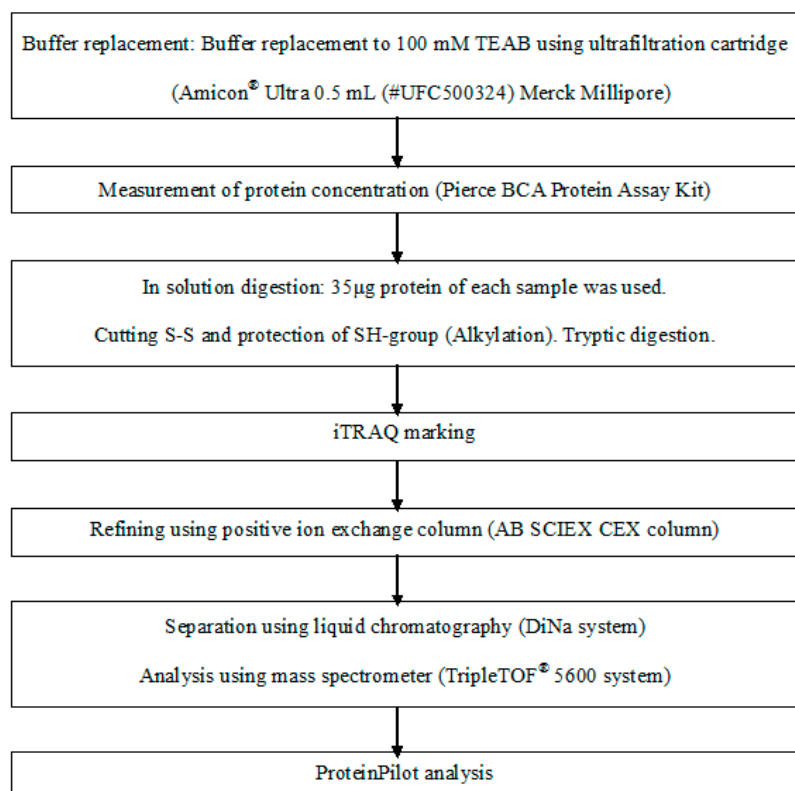 Buffer replacement: Buffer replacement to 100 mM TEAB using ultrafiltration cartridge
(Amicon® Ultra 0.5 mL (#UFC500324) Merck Millipore)
Measurement of protein concentration (Pierce BCA Protein Assay Kit)
In solution digestion: 35μg protein of each sample was used.
Cutting S-S and protection of SH-group (Alkylation). Tryptic digestion.
iTRAQ marking
Refining using positive ion exchange column (AB SCIEX CEX column)
Separation using liquid chromatography (DiNa system)
Analysis using mass spectrometer (TripleTOF® 5600 system)
ProteinPilot analysis